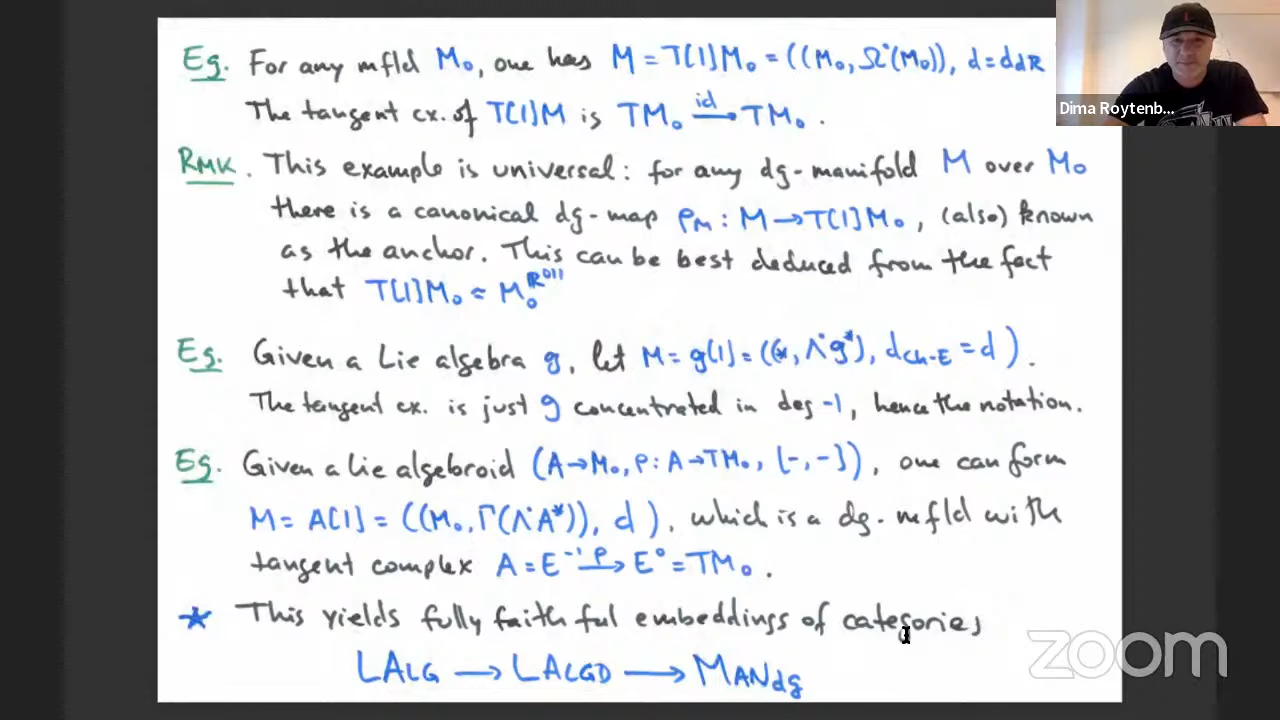 Eg. For any mfld M₀, one has M = T[1]M₀ = ((M₀, Ω˙(M₀)), d = d_dR
The tangent cx. of T[1]M is TM₀ --id--> TM₀.
RMK. This example is universal: for any dg-manifold M over M₀
there is a canonical dg-map ρ_M : M → T[1]M₀, (also) known
as the anchor. This can be best deduced from the fact
that T[1]M₀ ≈ M₀^{ℝ^{0|1}}
Eg. Given a Lie algebra g, let M = g[1] = ((*, Λ˙g*), d_{Ch-E} = d).
The tangent cx. is just g concentrated in deg -1, hence the notation.
Eg. Given a Lie algebroid (A → M₀, ρ: A → TM₀, [-,-]), one can form
M = A[1] = ((M₀, Γ(Λ˙A*)), d), which is a dg-mfld with
tangent complex A = E⁻¹ --ρ--> E⁰ = TM₀.
* This yields fully faithful embeddings of categories
LALG → LALGD → MAN_dg
Dima Roytenb...
zoom